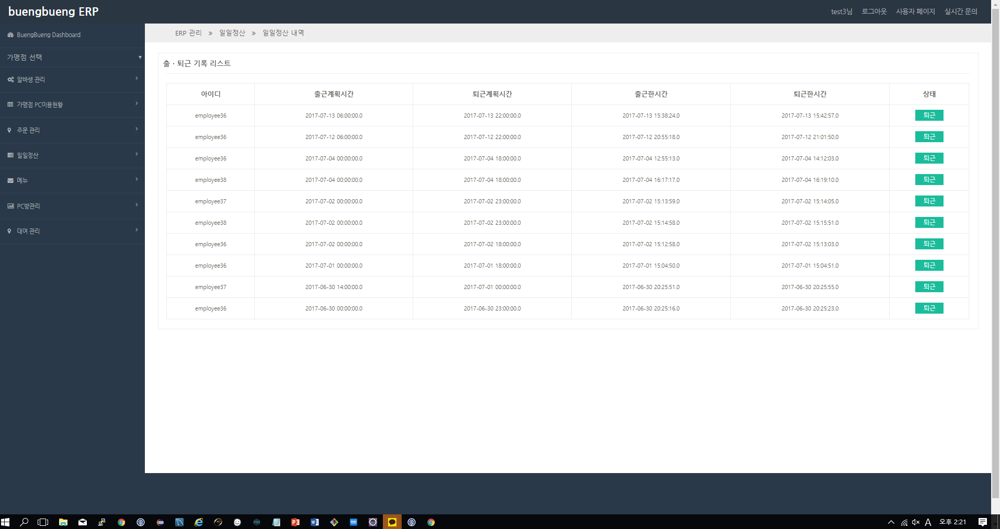 buengbueng ERP
test3님 로그아웃 사용자 페이지 실시간 문의
BuengBueng Dashboard
가맹점 선택
알바생 관리
가맹점 PC이용현황
주문 관리
일일정산
메뉴
PC방관리
대여 관리
ERP 관리 » 일일정산 » 일일정산 내역
출 · 퇴근 기록 리스트
아이디 출근계획시간 퇴근계획시간 출근한시간 퇴근한시간 상태
employee36 2017-07-13 06:00:00.0 2017-07-13 22:00:00.0 2017-07-13 15:38:24.0 2017-07-13 15:42:57.0 퇴근
employee36 2017-07-12 06:00:00.0 2017-07-12 22:00:00.0 2017-07-12 20:55:18.0 2017-07-12 21:01:50.0 퇴근
employee36 2017-07-04 00:00:00.0 2017-07-04 18:00:00.0 2017-07-04 12:55:13.0 2017-07-04 14:12:03.0 퇴근
employee38 2017-07-04 00:00:00.0 2017-07-04 18:00:00.0 2017-07-04 16:17:17.0 2017-07-04 16:19:10.0 퇴근
employee37 2017-07-02 00:00:00.0 2017-07-02 23:00:00.0 2017-07-02 15:13:59.0 2017-07-02 15:14:05.0 퇴근
employee38 2017-07-02 00:00:00.0 2017-07-02 23:00:00.0 2017-07-02 15:14:58.0 2017-07-02 15:15:51.0 퇴근
employee36 2017-07-02 00:00:00.0 2017-07-02 18:00:00.0 2017-07-02 15:12:58.0 2017-07-02 15:13:03.0 퇴근
employee36 2017-07-01 00:00:00.0 2017-07-01 18:00:00.0 2017-07-01 15:04:50.0 2017-07-01 15:04:51.0 퇴근
employee37 2017-06-30 14:00:00.0 2017-07-01 00:00:00.0 2017-06-30 20:25:51.0 2017-06-30 20:25:55.0 퇴근
employee36 2017-06-30 00:00:00.0 2017-06-30 23:00:00.0 2017-06-30 20:25:16.0 2017-06-30 20:25:23.0 퇴근
A 오후 2:21